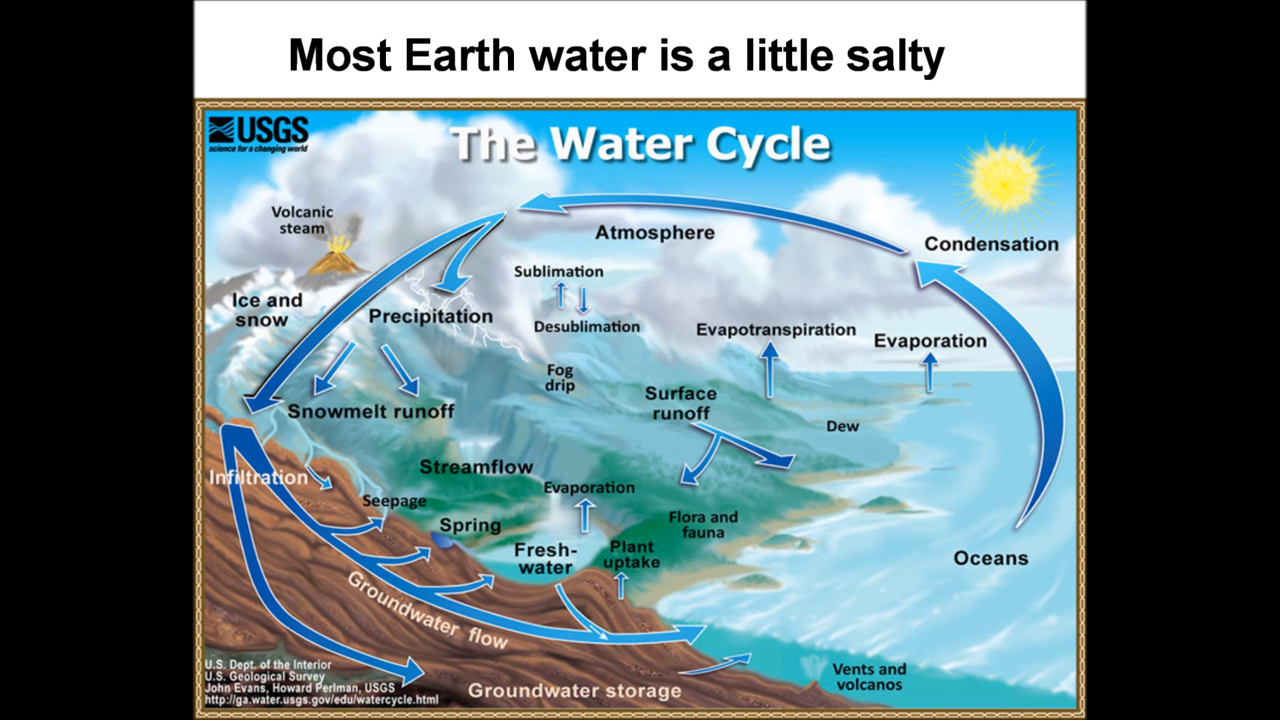 Most Earth water is a little salty
USGS
science for a changing world
The Water Cycle
Volcanic
steam
Atmosphere
Condensation
Sublimation
Ice and
snow
Precipitation
Desublimation
Evapotranspiration
Evaporation
Fog
drip
Surface
runoff
Snowmelt runoff
Dew
Streamflow
Infiltration
Evaporation
Seepage
Spring
Flora and
fauna
Fresh-
water
Plant
uptake
Oceans
Groundwater flow
Vents and
volcanos
Groundwater storage
U.S. Dept. of the Interior
U.S. Geological Survey
John Evans, Howard Perlman, USGS
http://ga.water.usgs.gov/edu/watercycle.html